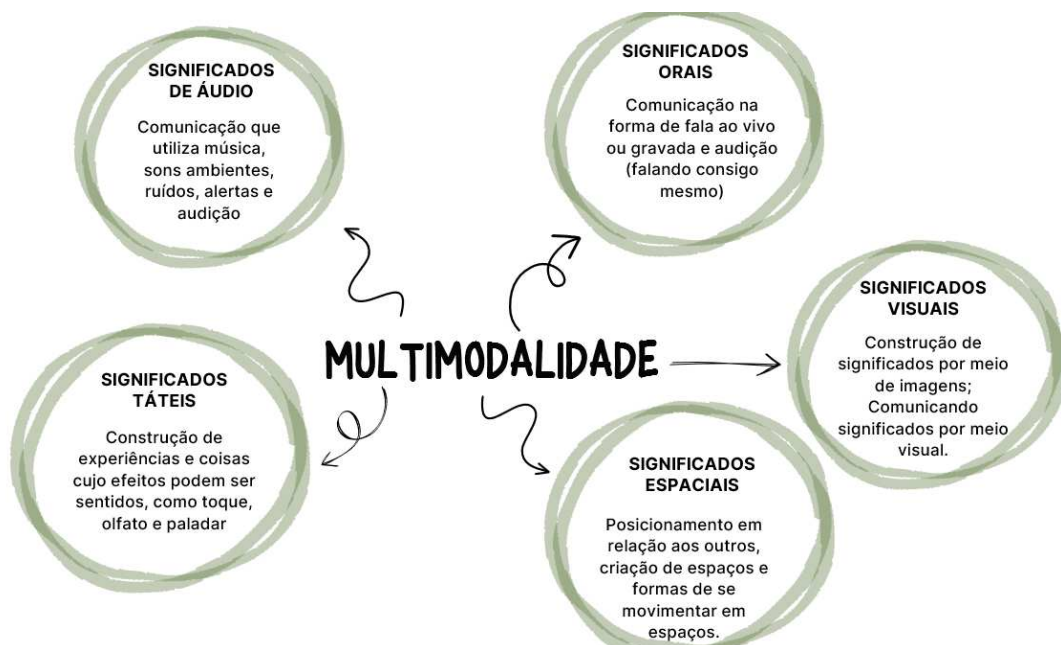 SIGNIFICADOS
DE ÁUDIO
Comunicação que
utiliza música,
sons ambientes,
ruídos, alertas e
audição
SIGNIFICADOS
ORAIS
Comunicação na
forma de fala ao vivo
ou gravada e audição
(falando consigo
mesmo)
SIGNIFICADOS
VISUAIS
Construção de
significados por meio
de imagens;
Comunicando
significados por meio
visual.
MULTIMODALIDADE
SIGNIFICADOS
TÁTEIS
Construção de
experiências e coisas
cujo efeitos podem ser
sentidos, como toque,
olfato e paladar
SIGNIFICADOS
ESPACIAIS
Posicionamento em
relação aos outros,
criação de espaços e
formas de se
movimentar em
espaços.